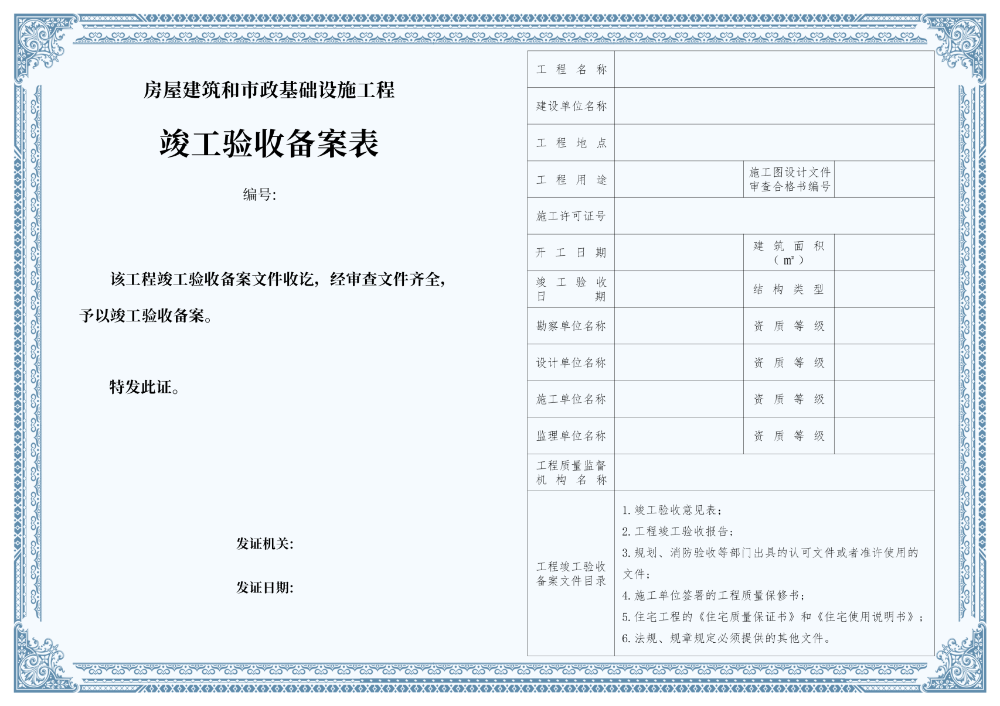 房屋建筑和市政基础设施工程
竣工验收备案表
编号:
该工程竣工验收备案文件收讫，经审查文件齐全，
予以竣工验收备案。
特发此证。
发证机关:
发证日期:
工程名称
建设单位名称
工程地点
工程用途
施工图设计文件
审查合格书编号
施工许可证号
开工日期
建筑面积
（㎡）
竣工验收
日期
结构类型
勘察单位名称
资质等级
设计单位名称
资质等级
施工单位名称
资质等级
监理单位名称
资质等级
工程质量监督
机构名称
工程竣工验收
备案文件目录
1.竣工验收意见表；
2.工程竣工验收报告；
3.规划、消防验收等部门出具的认可文件或者准许使用的
文件；
4.施工单位签署的工程质量保修书；
5.住宅工程的《住宅质量保证书》和《住宅使用说明书》；
6.法规、规章规定必须提供的其他文件。